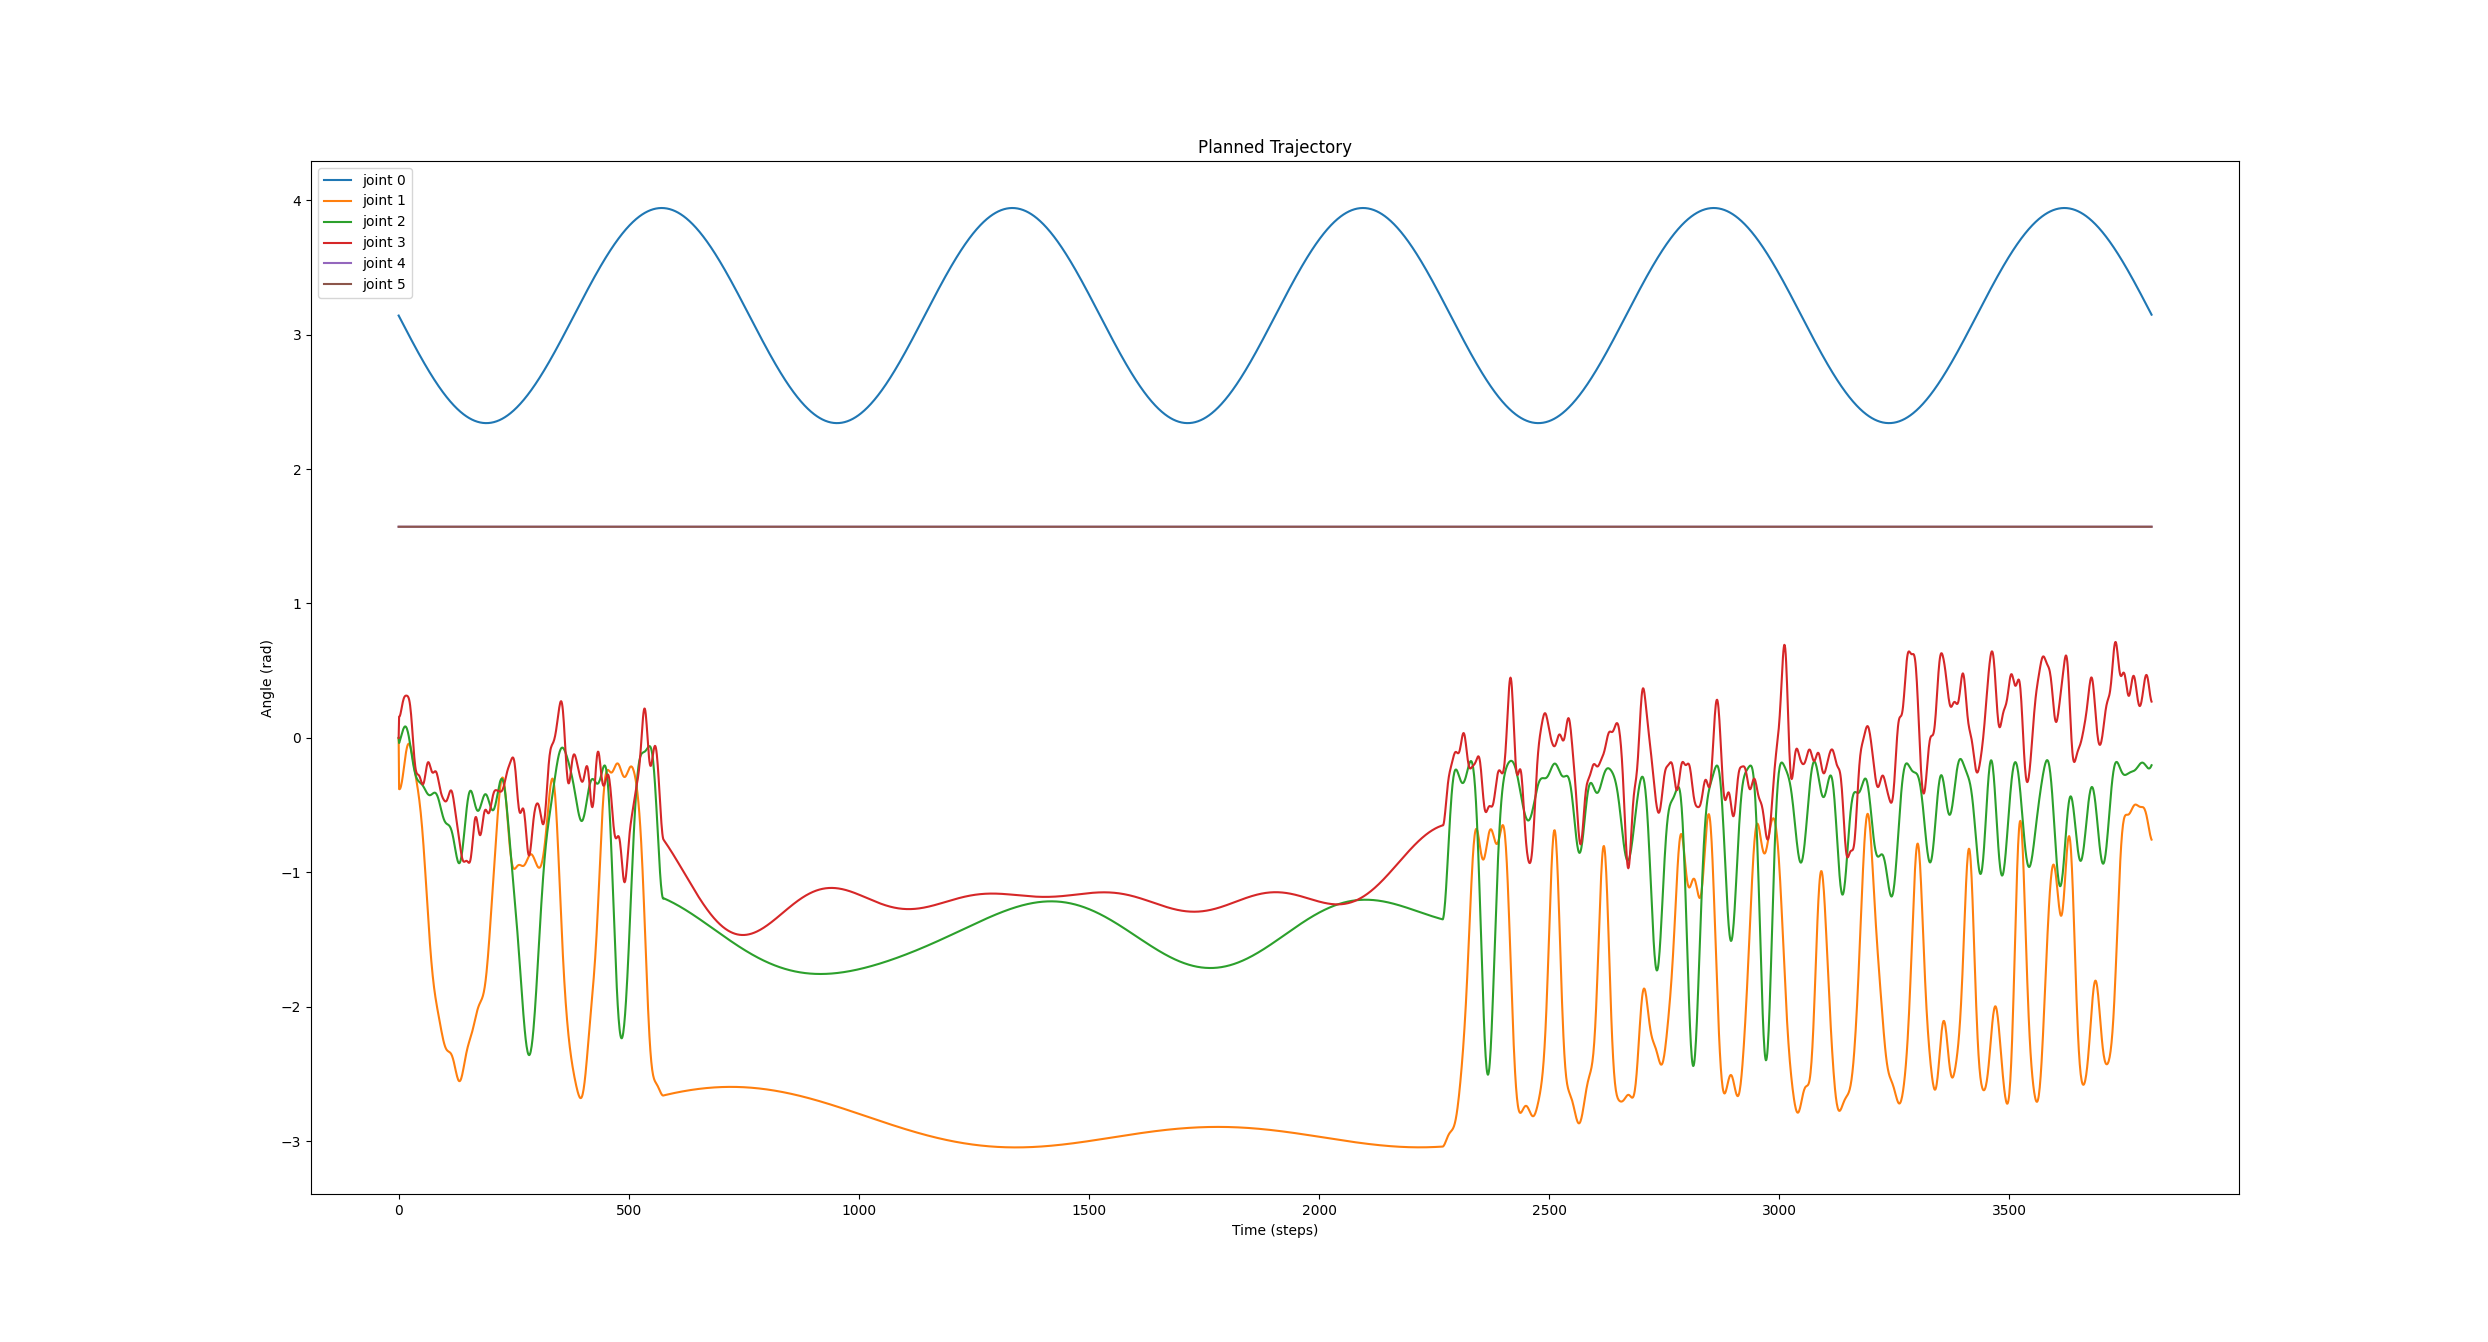 Planned Trajectory
joint 0
joint 1
joint 2
joint 3
joint 4
joint 5
4
3
2
1
0
−1
−2
−3
Angle (rad)
0 500 1000 1500 2000 2500 3000 3500
Time (steps)